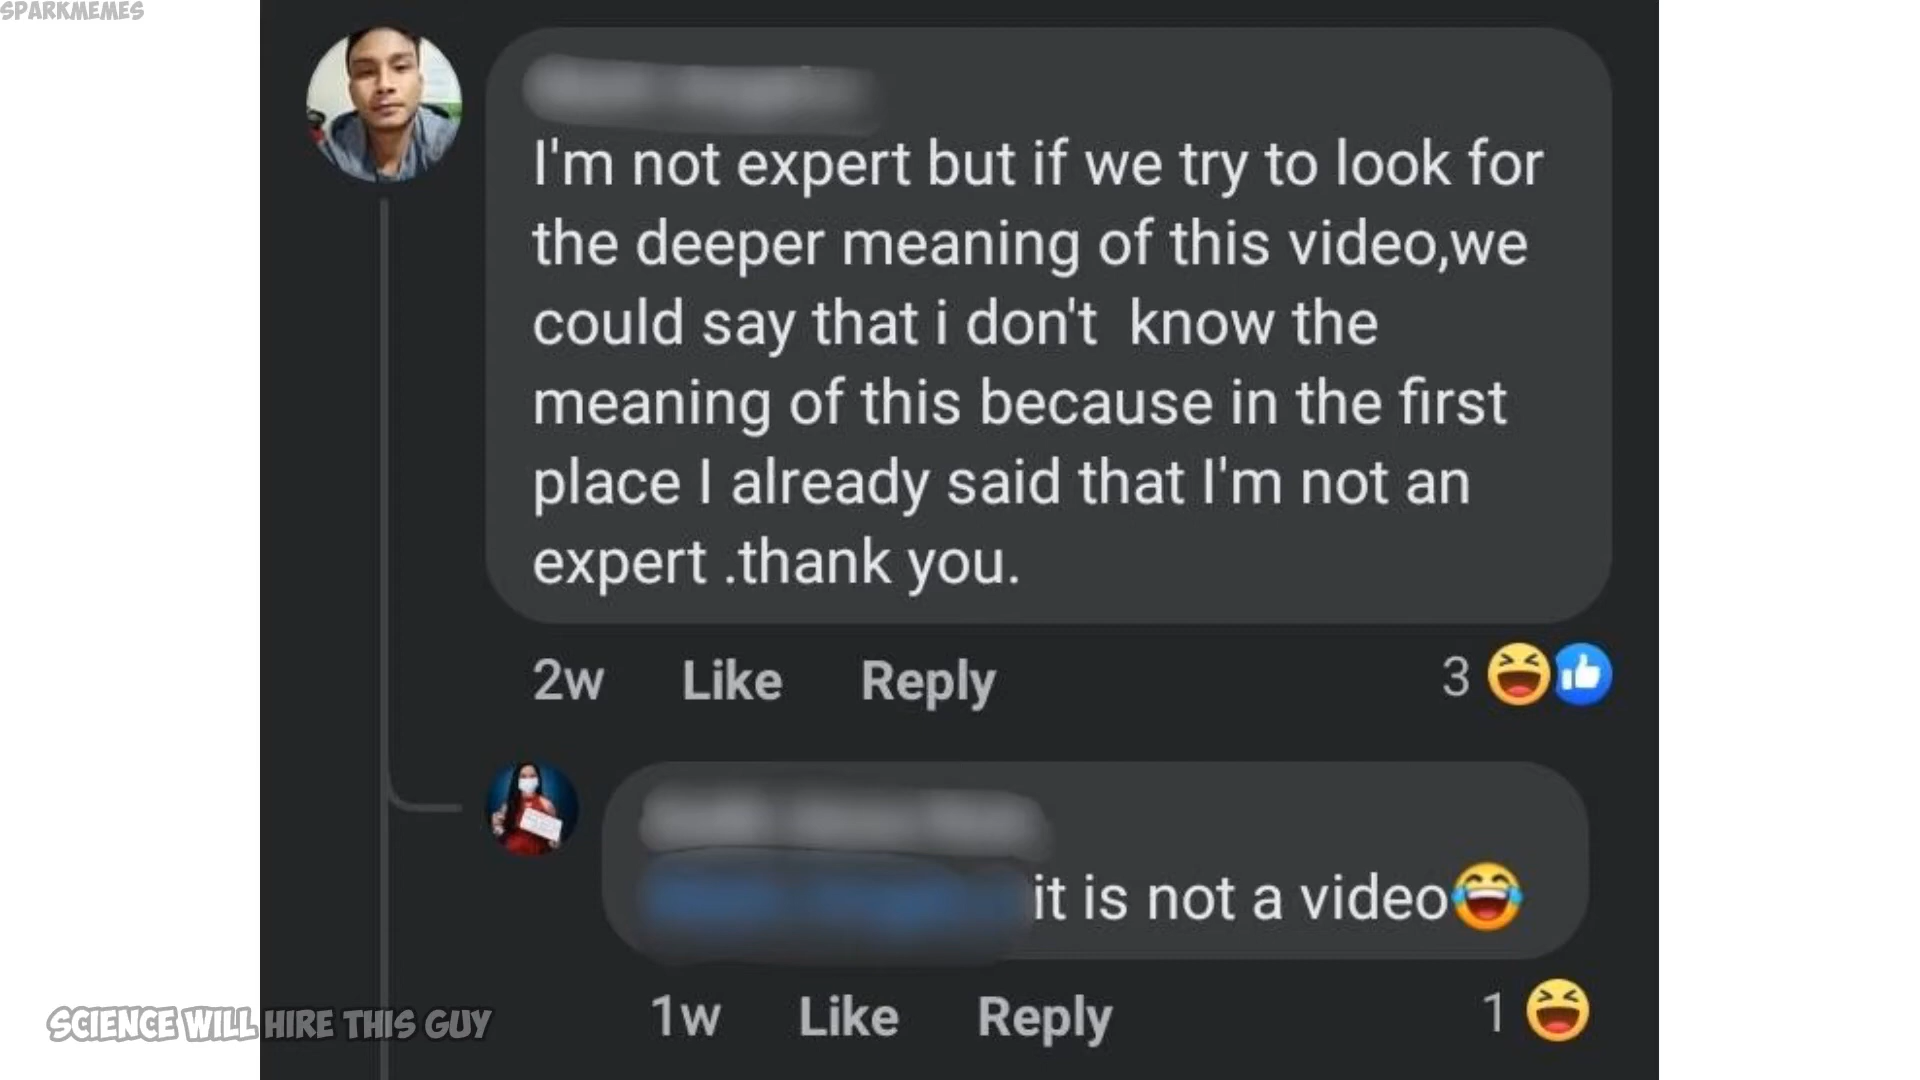 SPARKMEMES
I'm not expert but if we try to look for
the deeper meaning of this video,we
could say that i don't  know the
meaning of this because in the first
place I already said that I'm not an
expert .thank you.
2w Like Reply 3 😆👍
it is not a video😂
1w Like Reply 1 😆
SCIENCE WILL HIRE THIS GUY